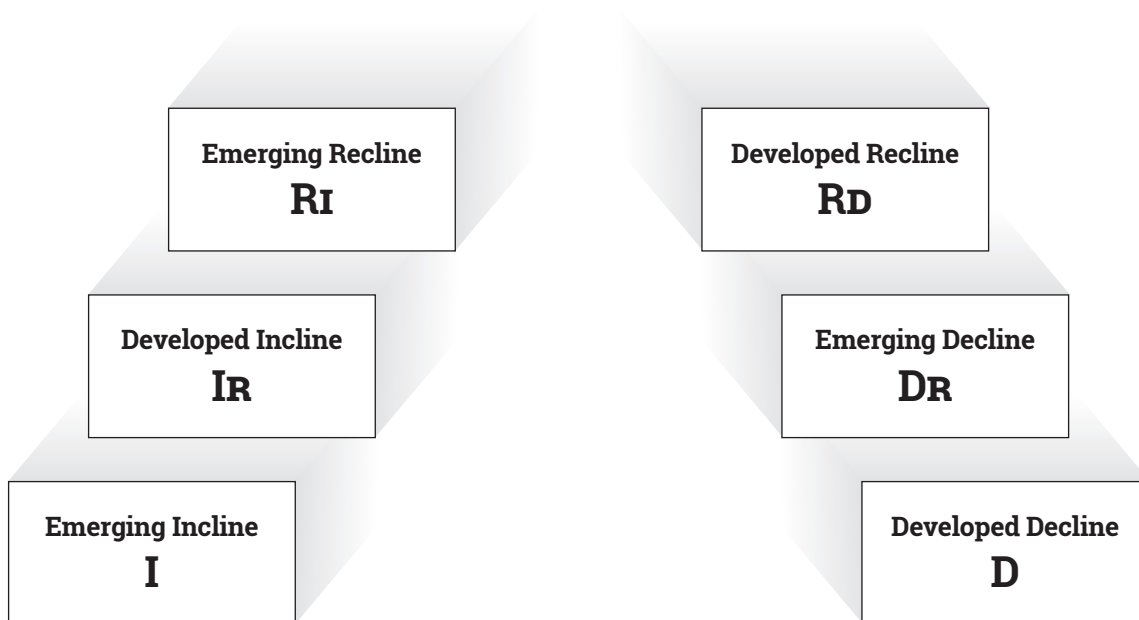 Emerging Recline
RI
Developed Recline
RD
Developed Incline
IR
Emerging Decline
DR
Emerging Incline
I
Developed Decline
D